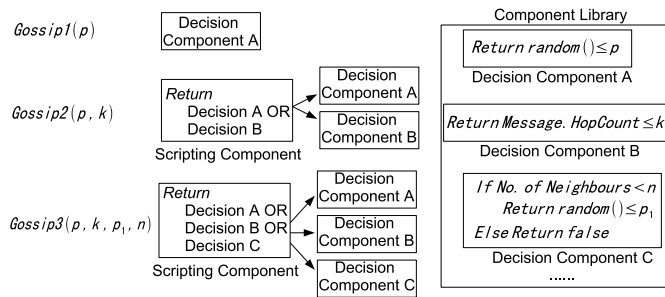 Gossip1(p)
Decision
Component A
Gossip2(p, k)
Return
Decision A OR
Decision B
Scripting Component
Decision
Component A
Decision
Component B
Gossip3(p, k, p₁, n)
Return
Decision A OR
Decision B OR
Decision C
Scripting Component
Decision
Component A
Decision
Component B
Decision
Component C
Component Library
Return random()≤p
Decision Component A
Return Message. HopCount≤k
Decision Component B
If No. of Neighbours<n
Return random()≤p₁
Else Return false
Decision Component C
......